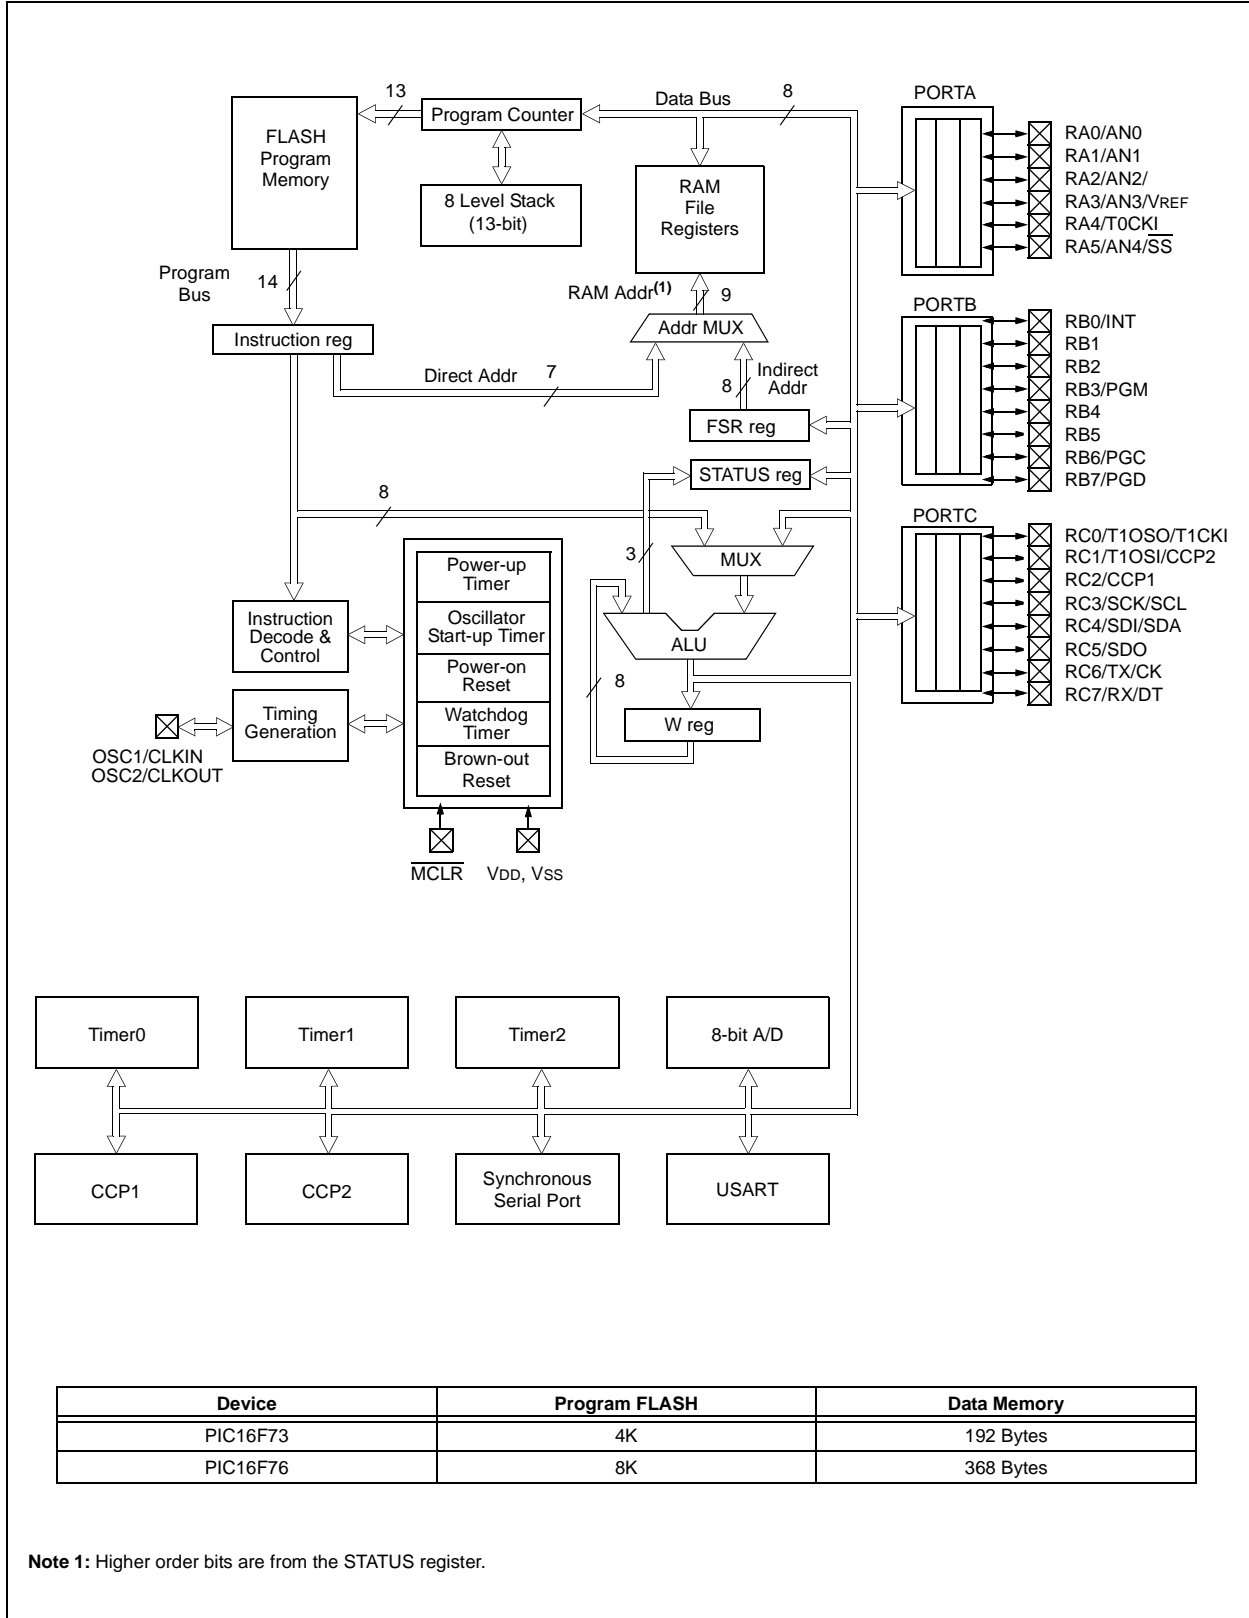 13
Data Bus
8
PORTA
FLASH
Program
Memory
Program Counter
8 Level Stack
(13-bit)
RAM
File
Registers
RA0/AN0
RA1/AN1
RA2/AN2/
RA3/AN3/VREF
RA4/T0CKI
RA5/AN4/SS
Program
Bus
14
RAM Addr(1)
9
Instruction reg
Addr MUX
Direct Addr
7
8
Indirect
Addr
FSR reg
STATUS reg
PORTB
RB0/INT
RB1
RB2
RB3/PGM
RB4
RB5
RB6/PGC
RB7/PGD
8
3
MUX
ALU
8
W reg
PORTC
RC0/T1OSO/T1CKI
RC1/T1OSI/CCP2
RC2/CCP1
RC3/SCK/SCL
RC4/SDI/SDA
RC5/SDO
RC6/TX/CK
RC7/RX/DT
Instruction
Decode &
Control
Timing
Generation
OSC1/CLKIN
OSC2/CLKOUT
Power-up
Timer
Oscillator
Start-up Timer
Power-on
Reset
Watchdog
Timer
Brown-out
Reset
MCLR
VDD, VSS
Timer0
Timer1
Timer2
8-bit A/D
CCP1
CCP2
Synchronous
Serial Port
USART
Device Program FLASH Data Memory
PIC16F73 4K 192 Bytes
PIC16F76 8K 368 Bytes
Note 1: Higher order bits are from the STATUS register.